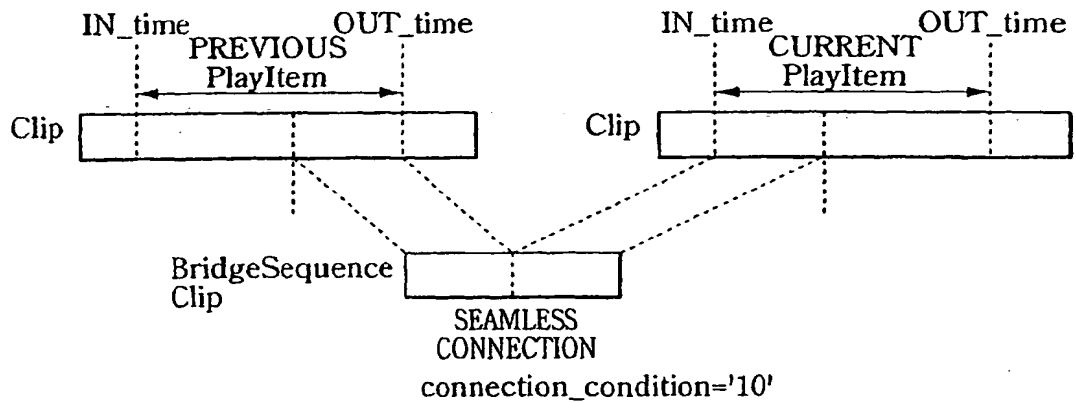 IN_time OUT_time
PREVIOUS
PlayItem
Clip
IN_time OUT_time
CURRENT
PlayItem
Clip
BridgeSequence
Clip
SEAMLESS
CONNECTION
connection_condition='10'